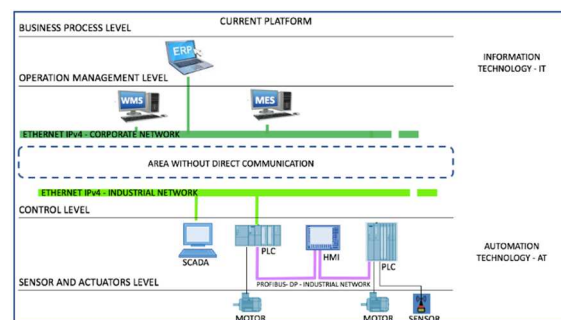 CURRENT PLATFORM
BUSINESS PROCESS LEVEL
ERP
INFORMATION
TECHNOLOGY - IT
OPERATION MANAGEMENT LEVEL
WMS
MES
ETHERNET IPv4 - CORPORATE NETWORK
AREA WITHOUT DIRECT COMMUNICATION
ETHERNET IPv4 - INDUSTRIAL NETWORK
CONTROL LEVEL
SCADA
PLC
HMI
PLC
AUTOMATION
TECHNOLOGY - AT
PROFIBUS- DP - INDUSTRIAL NETWORK
SENSOR AND ACTUATORS LEVEL
MOTOR
MOTOR
SENSOR